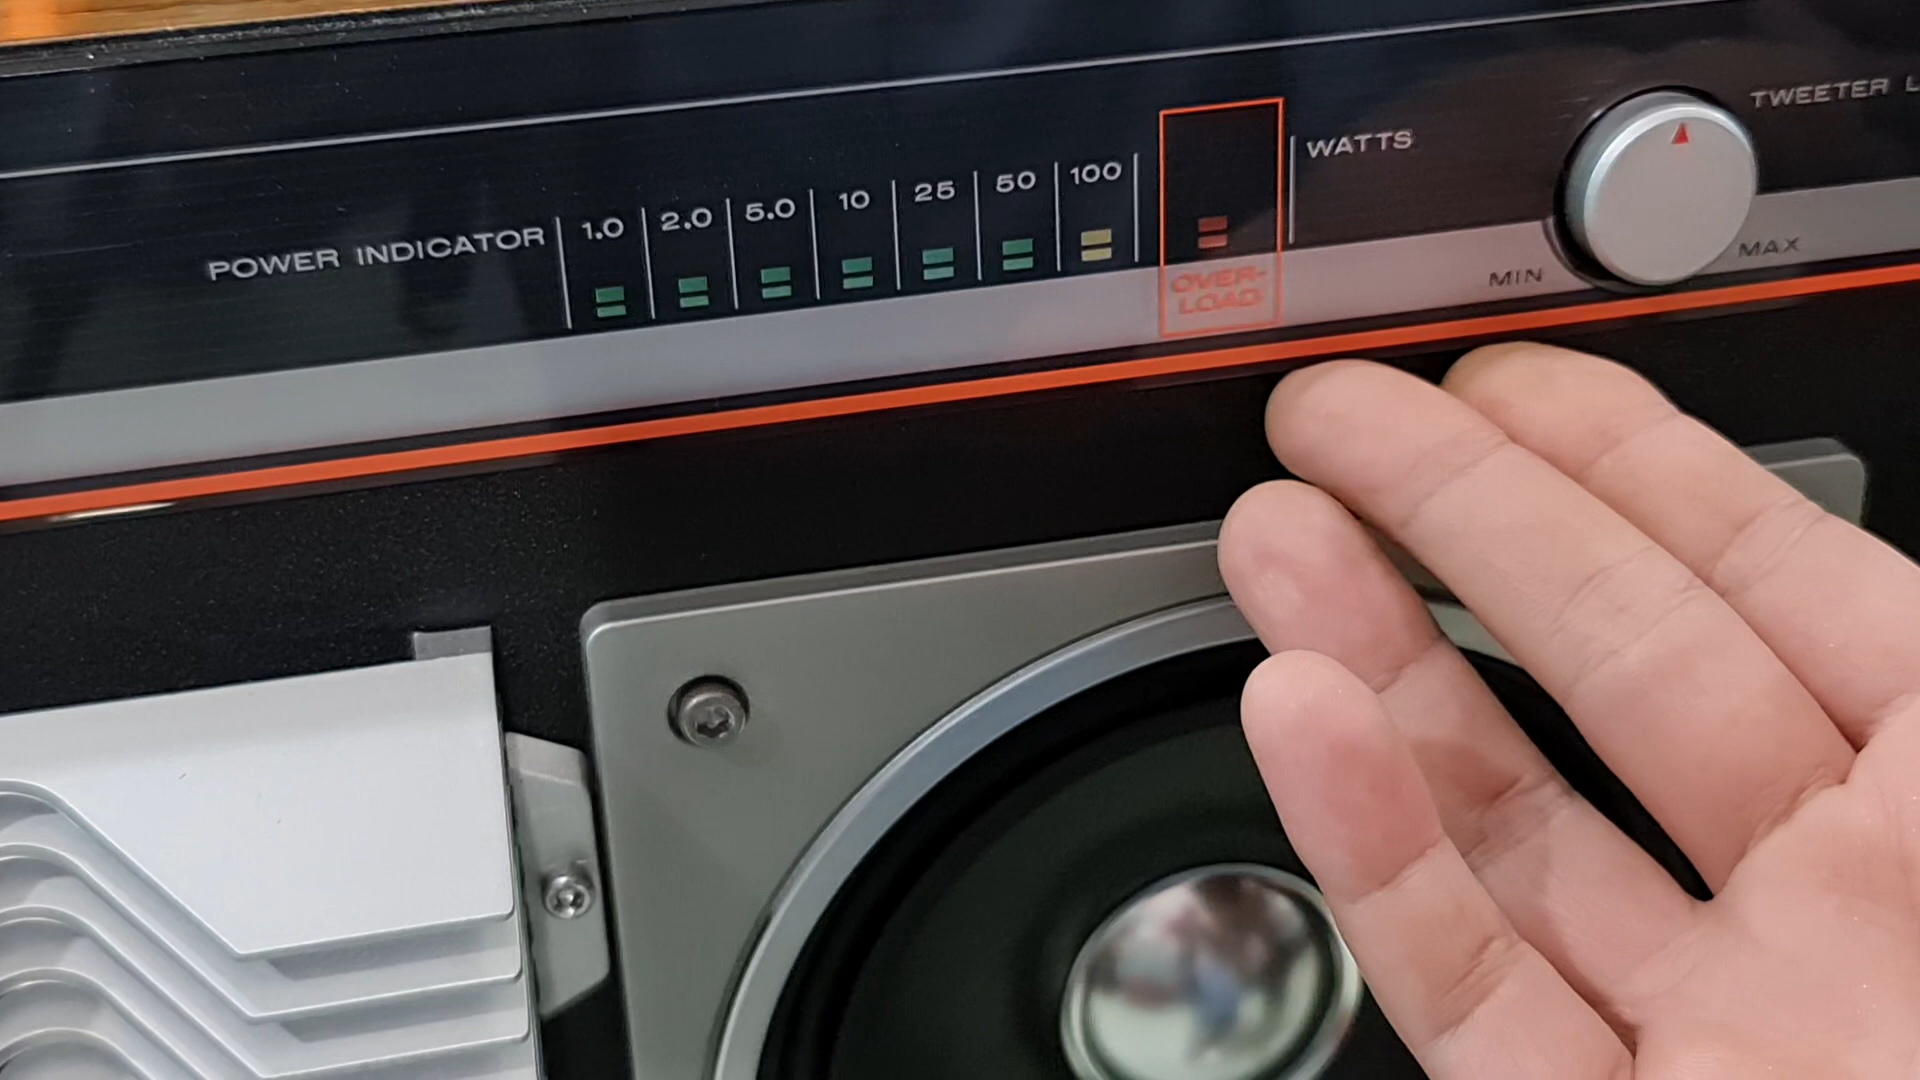 POWER INDICATOR 1.0 2.0 5.0 10 25 50 100 WATTS
OVER-
LOAD
TWEETER
MIN MAX